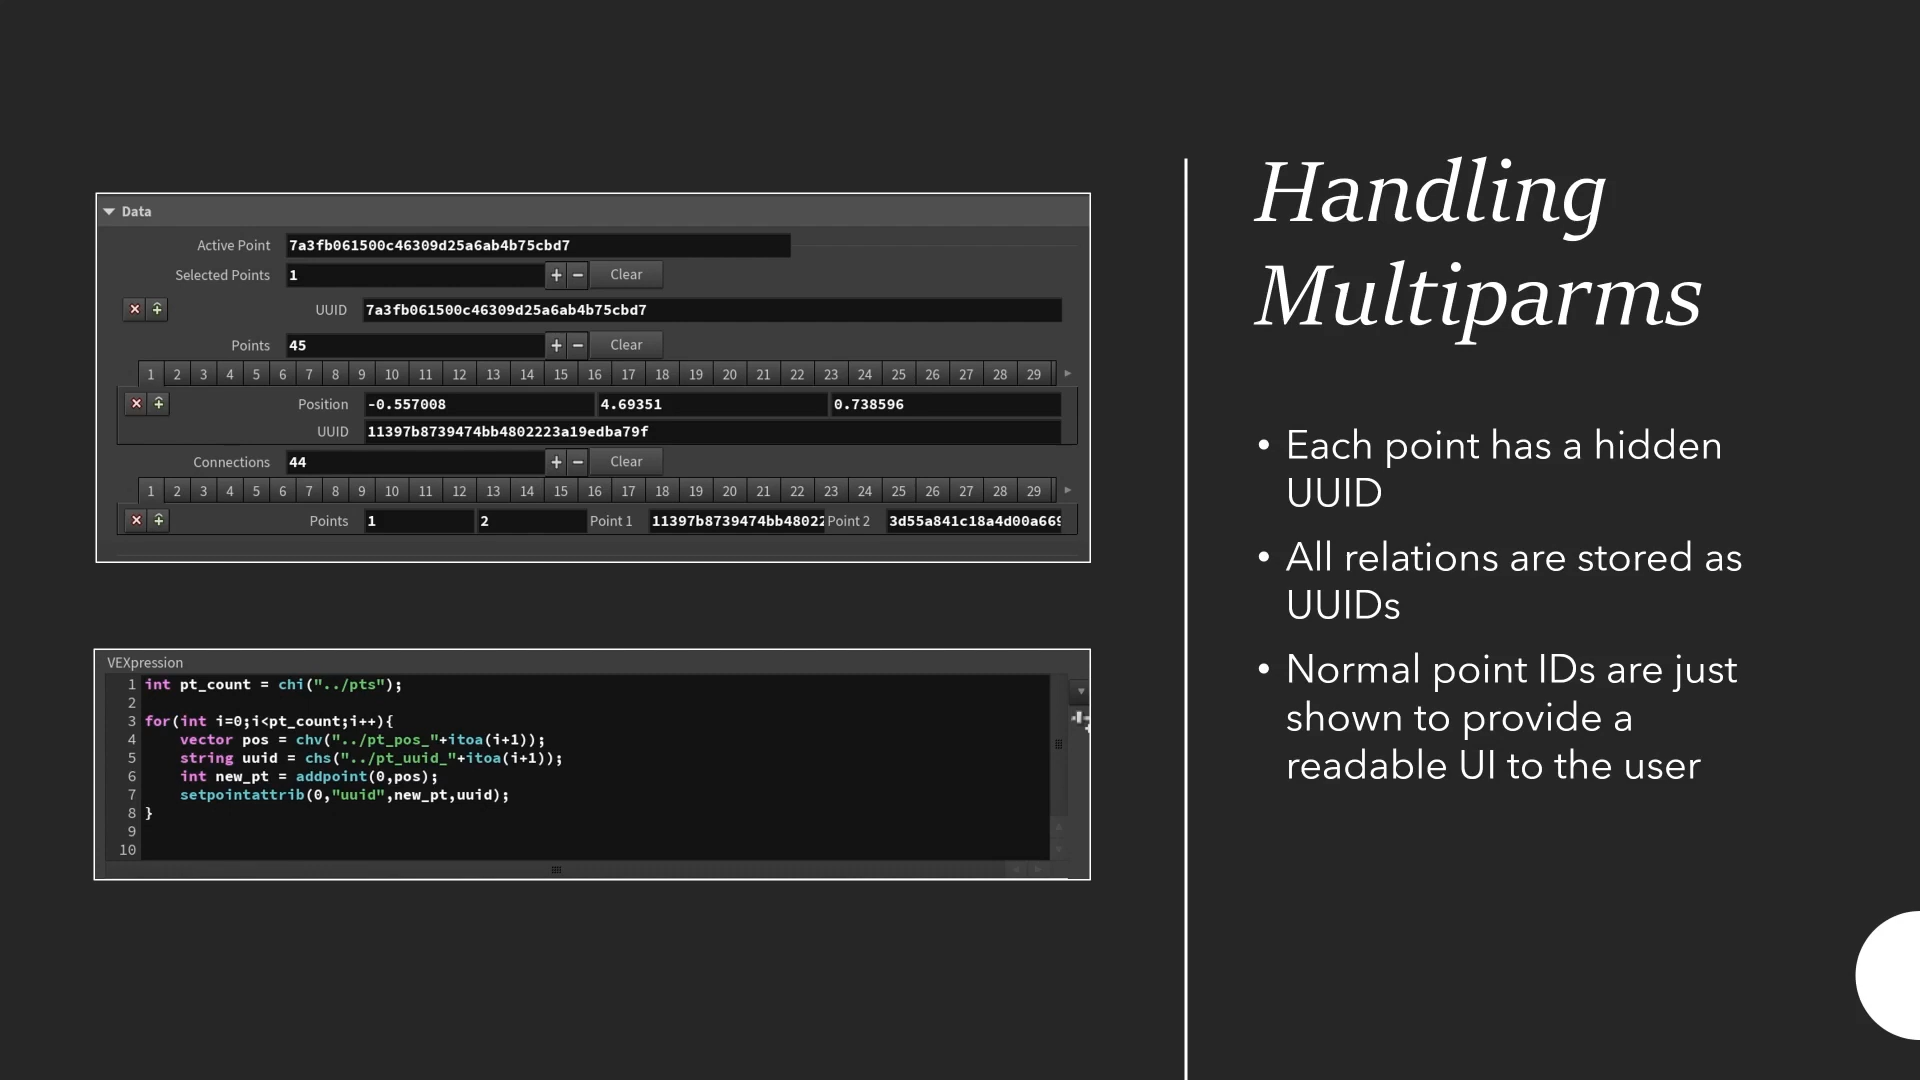 Data
Active Point 7a3fb061500c46309d25a6ab4b75cbd7
Selected Points 1 + − Clear
UUID 7a3fb061500c46309d25a6ab4b75cbd7
Points 45 + − Clear
1 2 3 4 5 6 7 8 9 10 11 12 13 14 15 16 17 18 19 20 21 22 23 24 25 26 27 28 29
Position -0.557008 4.69351 0.738596
UUID 11397b8739474bb4802223a19edba79f
Connections 44 + − Clear
1 2 3 4 5 6 7 8 9 10 11 12 13 14 15 16 17 18 19 20 21 22 23 24 25 26 27 28 29
Points 1 2 Point 1 11397b8739474bb48022 Point 2 3d55a841c18a4d00a669
VEXpression
1 int pt_count = chi("../pts");
2
3 for(int i=0;i<pt_count;i++){
4     vector pos = chv("../pt_pos_"+itoa(i+1));
5     string uuid = chs("../pt_uuid_"+itoa(i+1));
6     int new_pt = addpoint(0,pos);
7     setpointattrib(0,"uuid",new_pt,uuid);
8 }
9
10
Handling
Multiparms
• Each point has a hidden
UUID
• All relations are stored as
UUIDs
• Normal point IDs are just
shown to provide a
readable UI to the user